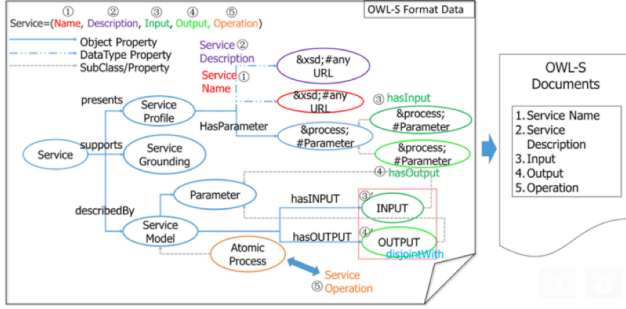 ① ② ③ ④ ⑤
Service=(Name, Description, Input, Output, Operation)
OWL-S Format Data
Object Property
DataType Property
SubClass/Property
Service ②
Description
Service ①
Name
&xsd;#any
URL
&xsd;#any
URL
③ hasInput
presents
Service
Profile
HasParameter
&process;
#Parameter
&process;
#Parameter
&process;
#Parameter
④ hasOutput
Service
supports
Service
Grounding
Parameter
describedBy
Service
Model
hasINPUT
③'
INPUT
hasOUTPUT
④'
OUTPUT
disjointWith
Atomic
Process
Service
⑤ Operation
OWL-S
Documents
1. Service Name
2. Service
Description
3. Input
4. Output
5. Operation